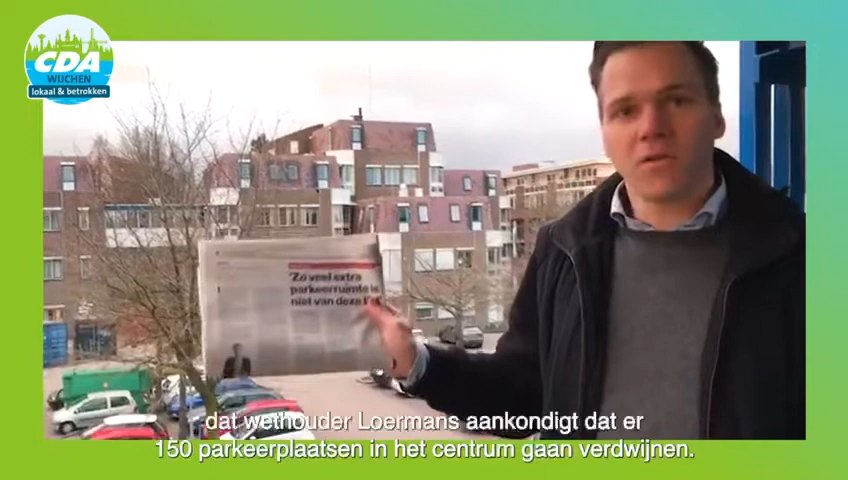 CDA
WIJCHEN
lokaal & betrokken
'Zo veel extra
parkeerruimte is
niet van deze
dat wethouder Loermans aankondigt dat er
150 parkeerplaatsen in het centrum gaan verdwijnen.